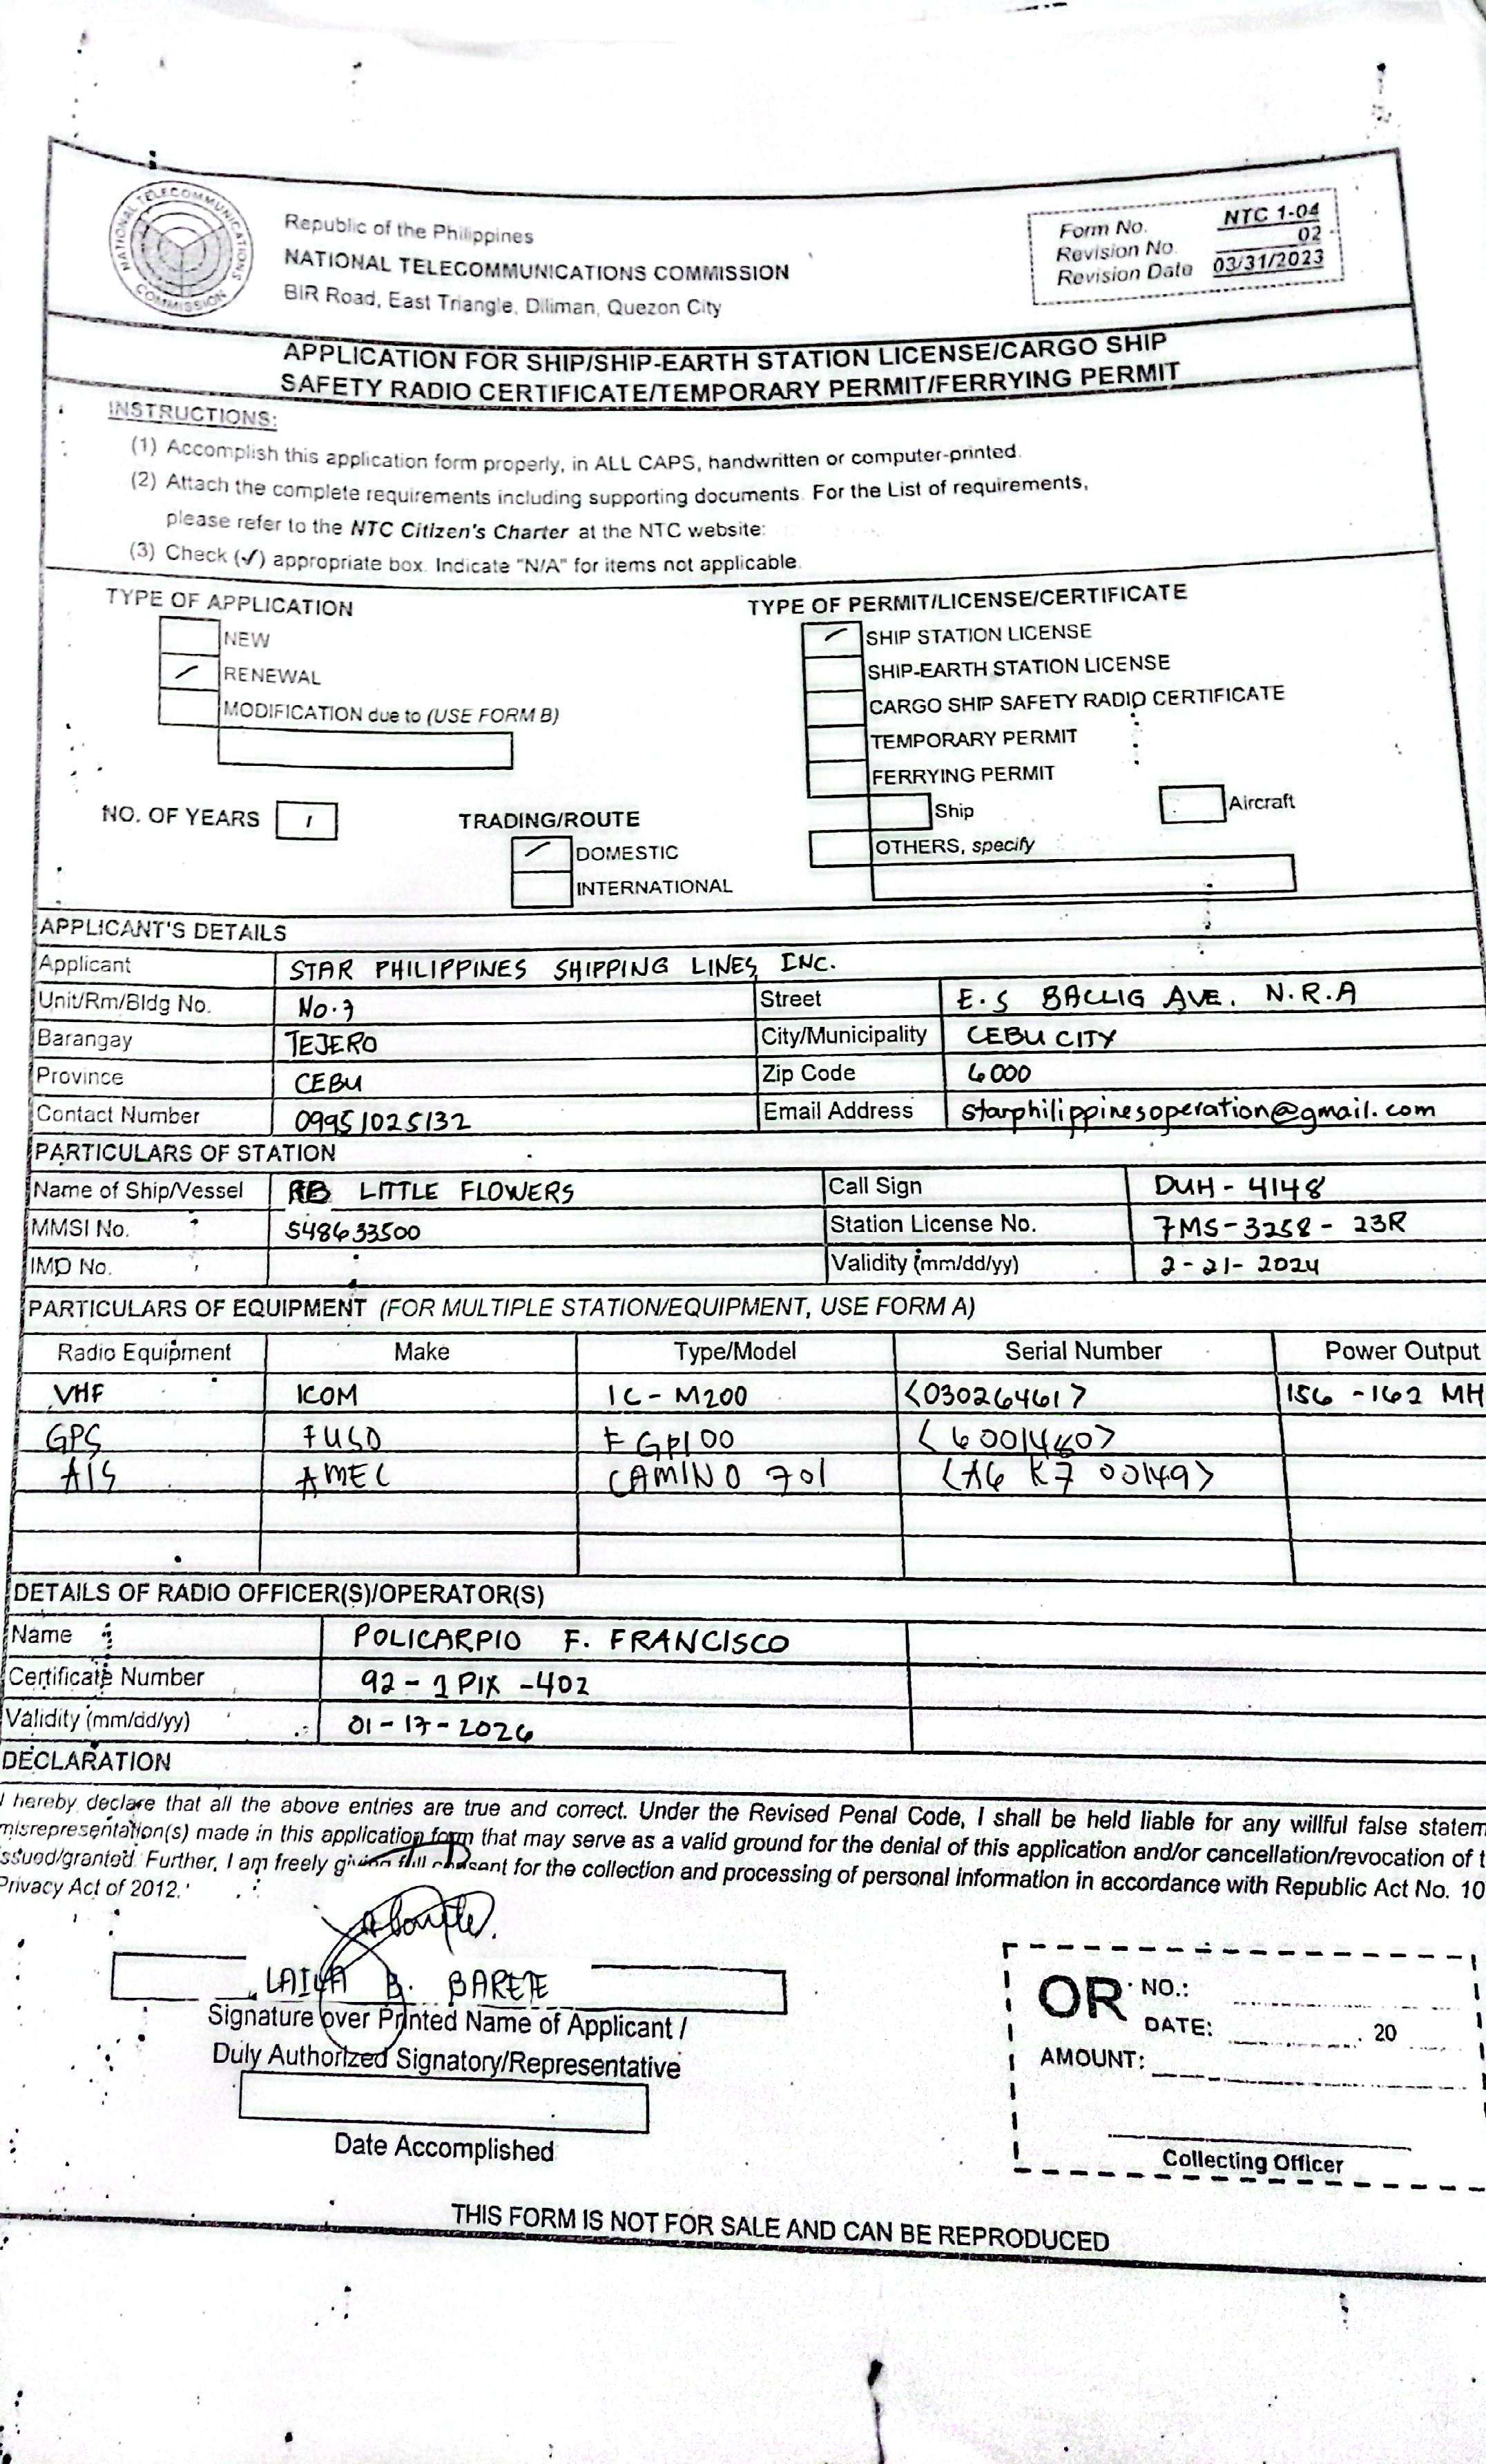 NATIONAL TELECOMMUNICATIONS COMMISSION
Republic of the Philippines
NATIONAL TELECOMMUNICATIONS COMMISSION
BIR Road, East Triangle, Diliman, Quezon City
Form No. NTC 1-04
Revision No. 02
Revision Date 03/31/2023
APPLICATION FOR SHIP/SHIP-EARTH STATION LICENSE/CARGO SHIP
SAFETY RADIO CERTIFICATE/TEMPORARY PERMIT/FERRYING PERMIT
INSTRUCTIONS:
(1) Accomplish this application form properly, in ALL CAPS, handwritten or computer-printed.
(2) Attach the complete requirements including supporting documents. For the List of requirements,
please refer to the NTC Citizen's Charter at the NTC website:
(3) Check (✓) appropriate box. Indicate "N/A" for items not applicable.
TYPE OF APPLICATION
NEW
RENEWAL
MODIFICATION due to (USE FORM B)
NO. OF YEARS 1
TRADING/ROUTE
DOMESTIC
INTERNATIONAL
TYPE OF PERMIT/LICENSE/CERTIFICATE
SHIP STATION LICENSE
SHIP-EARTH STATION LICENSE
CARGO SHIP SAFETY RADIO CERTIFICATE
TEMPORARY PERMIT
FERRYING PERMIT
Ship Aircraft
OTHERS, specify
APPLICANT'S DETAILS
Applicant STAR PHILIPPINES SHIPPING LINES, INC.
Unit/Rm/Bldg No. No. 7 Street E.S BACLIG AVE. N.R.A
Barangay TEJERO City/Municipality CEBU CITY
Province CEBU Zip Code 6000
Contact Number 09951025132 Email Address starphilippinesoperation@gmail.com
PARTICULARS OF STATION
Name of Ship/Vessel RB LITTLE FLOWERS Call Sign DUH-4148
MMSI No. 548633500 Station License No. 7MS-3258-23R
IMO No. Validity (mm/dd/yy) 2-21-2024
PARTICULARS OF EQUIPMENT (FOR MULTIPLE STATION/EQUIPMENT, USE FORM A)
Radio Equipment Make Type/Model Serial Number Power Output
VHF ICOM IC-M200 <03026461> 156-162 MH
GPS FUSO FGP100 <6001460>
AIS AMEC CAMINO 701 <A6 K7 00149>
DETAILS OF RADIO OFFICER(S)/OPERATOR(S)
Name POLICARPIO F. FRANCISCO
Certificate Number 92-1PIX-402
Validity (mm/dd/yy) 01-17-2026
DECLARATION
I hereby declare that all the above entries are true and correct. Under the Revised Penal Code, I shall be held liable for any willful false statem
misrepresentation(s) made in this application form that may serve as a valid ground for the denial of this application and/or cancellation/revocation of t
issued/granted. Further, I am freely giving full consent for the collection and processing of personal information in accordance with Republic Act No. 10
Privacy Act of 2012.
LAILA B. BARETE
Signature over Printed Name of Applicant /
Duly Authorized Signatory/Representative
Date Accomplished
OR NO.:
DATE: 20
AMOUNT:
Collecting Officer
THIS FORM IS NOT FOR SALE AND CAN BE REPRODUCED